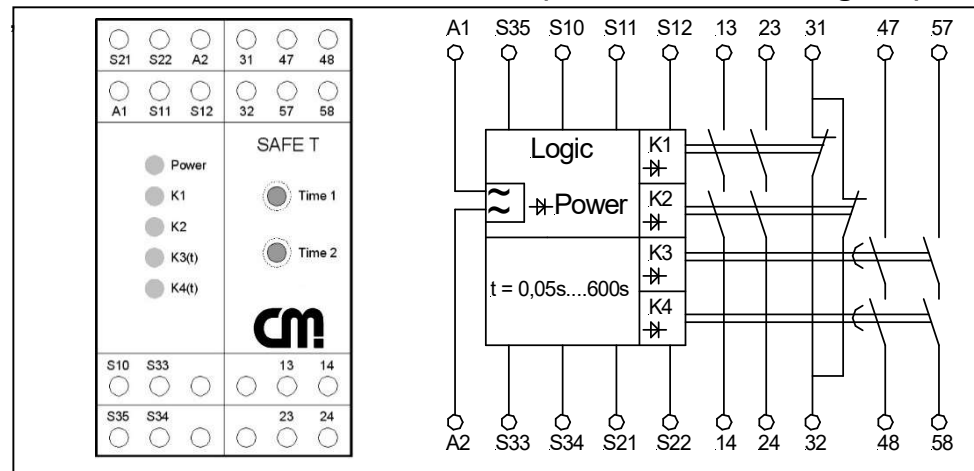 S21 S22 A2 31 47 48
A1 S11 S12 32 57 58
SAFE T
Power
K1
Time 1
K2
K3(t)
Time 2
K4(t)
CM
S10 S33 13 14
S35 S34 23 24
A1 S35 S10 S11 S12 13 23 31 47 57
Logic K1
~
~
Power K2
K3
t = 0,05s....600s
K4
A2 S33 S34 S21 S22 14 24 32 48 58